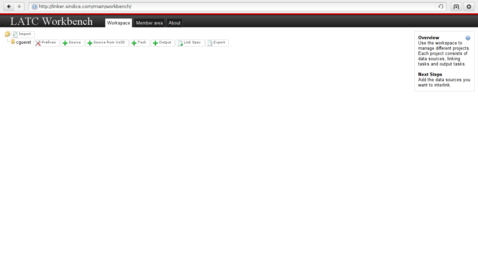 http://linker.sindice.com/main/workbench/
LATC Workbench
Workspace
Member area
About
Import
cgueret
Prefixes
Source
Source from VoID
Task
Output
Link Spec
Export
Overview
Use the workspace to
manage different projects.
Each project consists of
data sources, linking
tasks and output tasks.
Next Steps
Add the data sources you
want to interlink.